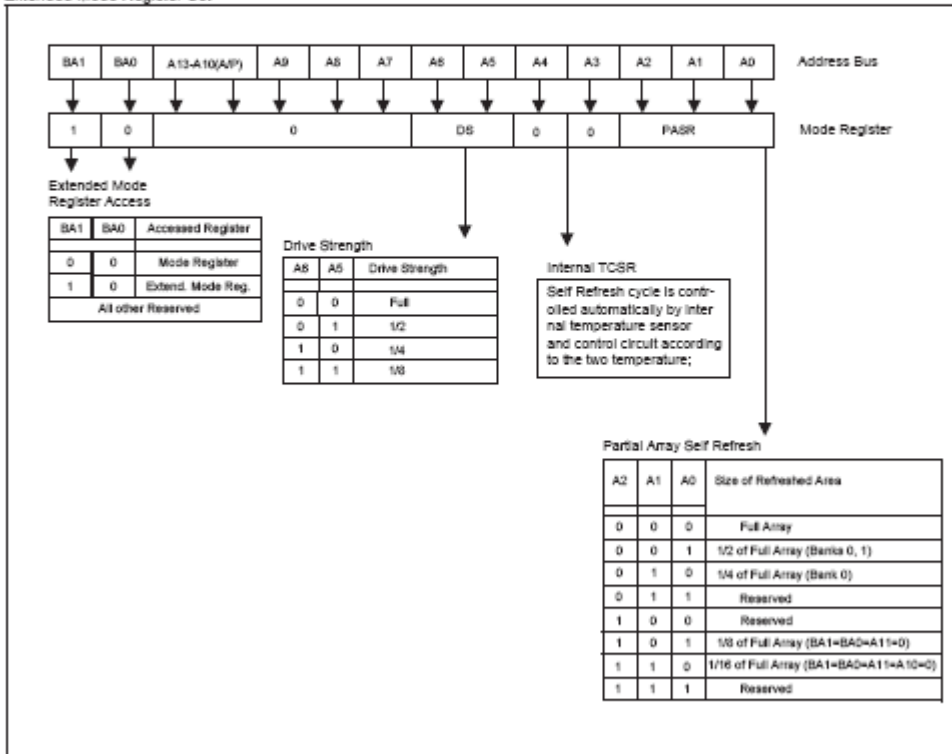 BA1 BA0 A13-A10(A/P) A9 A8 A7 A6 A5 A4 A3 A2 A1 A0 Address Bus
1 0 0 DS 0 0 PASR Mode Register
Extended Mode
Register Access
BA1 BA0 Accessed Register
0 0 Mode Register
1 0 Extend. Mode Reg.
All other Reserved
Drive Strength
A6 A5 Drive Strength
0 0 Full
0 1 1/2
1 0 1/4
1 1 1/8
Internal TCSR
Self Refresh cycle is contr-
olled automatically by inter
nal temperature sensor
and control circuit according
to the two temperature;
Partial Array Self Refresh
A2 A1 A0 Size of Refreshed Area
0 0 0 Full Array
0 0 1 1/2 of Full Array (Banks 0, 1)
0 1 0 1/4 of Full Array (Bank 0)
0 1 1 Reserved
1 0 0 Reserved
1 0 1 1/8 of Full Array (BA1=BA0=A11=0)
1 1 0 1/16 of Full Array (BA1=BA0=A11=A10=0)
1 1 1 Reserved